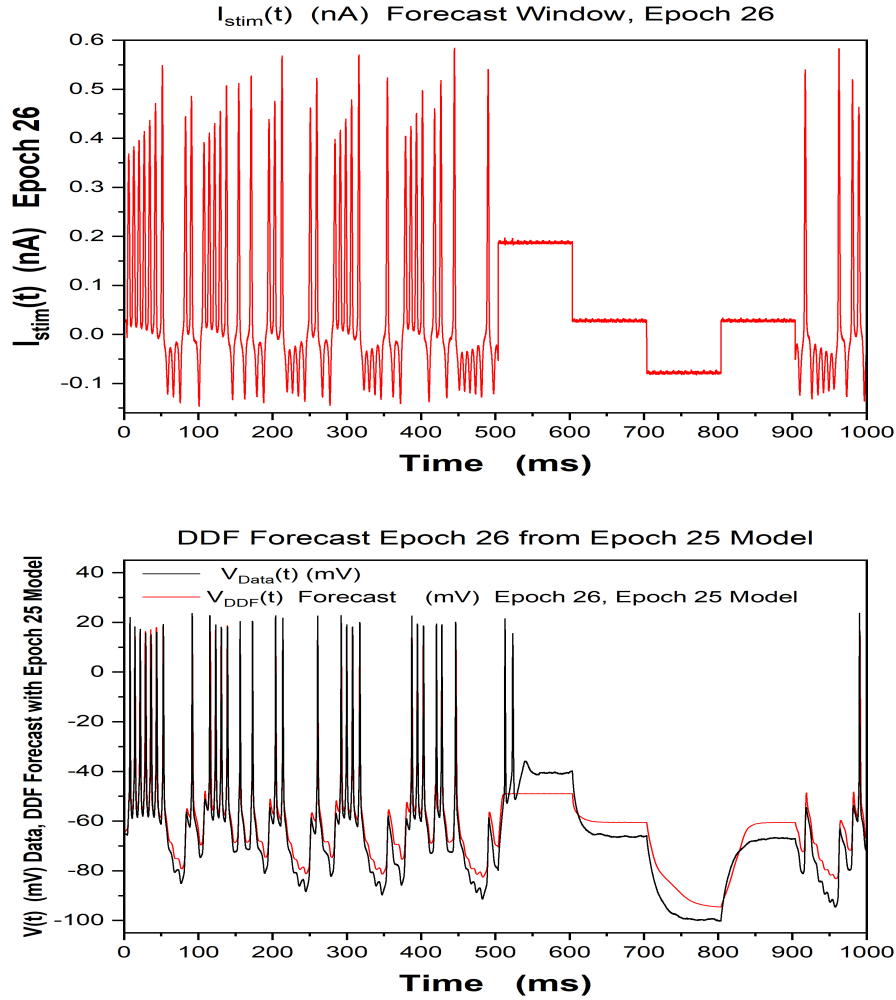 I_stim(t) (nA) Forecast Window, Epoch 26
I_stim(t) (nA) Epoch 26
0.6
0.5
0.4
0.3
0.2
0.1
0.0
-0.1
0 100 200 300 400 500 600 700 800 900 1000
Time (ms)
DDF Forecast Epoch 26 from Epoch 25 Model
V(t) (mV) Data, DDF Forecast with Epoch 25 Model
40
20
0
-20
-40
-60
-80
-100
V_Data(t) (mV)
V_DDF(t) Forecast (mV) Epoch 26, Epoch 25 Model
0 100 200 300 400 500 600 700 800 900 1000
Time (ms)